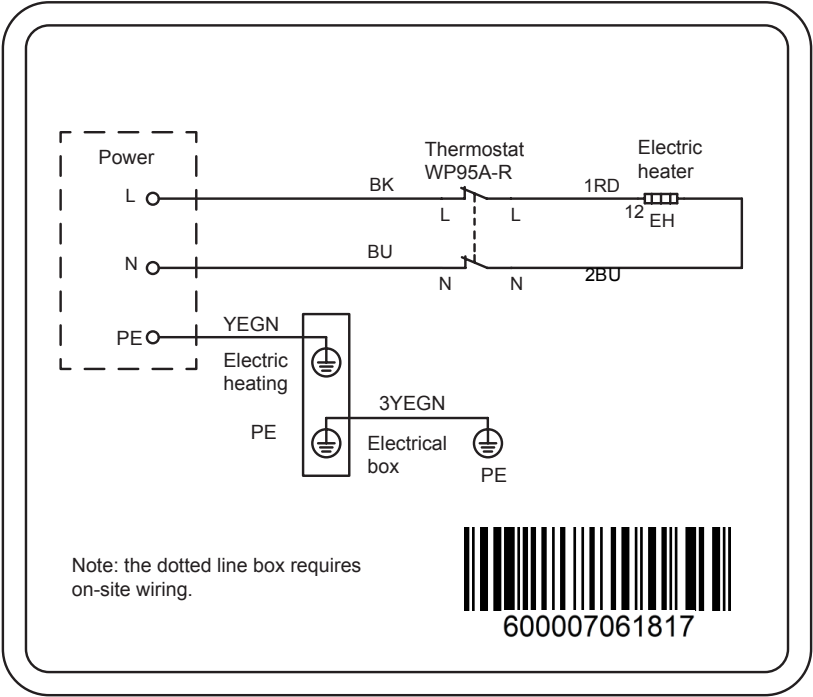 Power
Thermostat
WP95A-R
Electric
heater
L
BK
L
L
1RD
12
EH
N
BU
N
N
2BU
PE
YEGN
Electric
heating
PE
3YEGN
Electrical
box
PE
Note: the dotted line box requires
on-site wiring.
600007061817